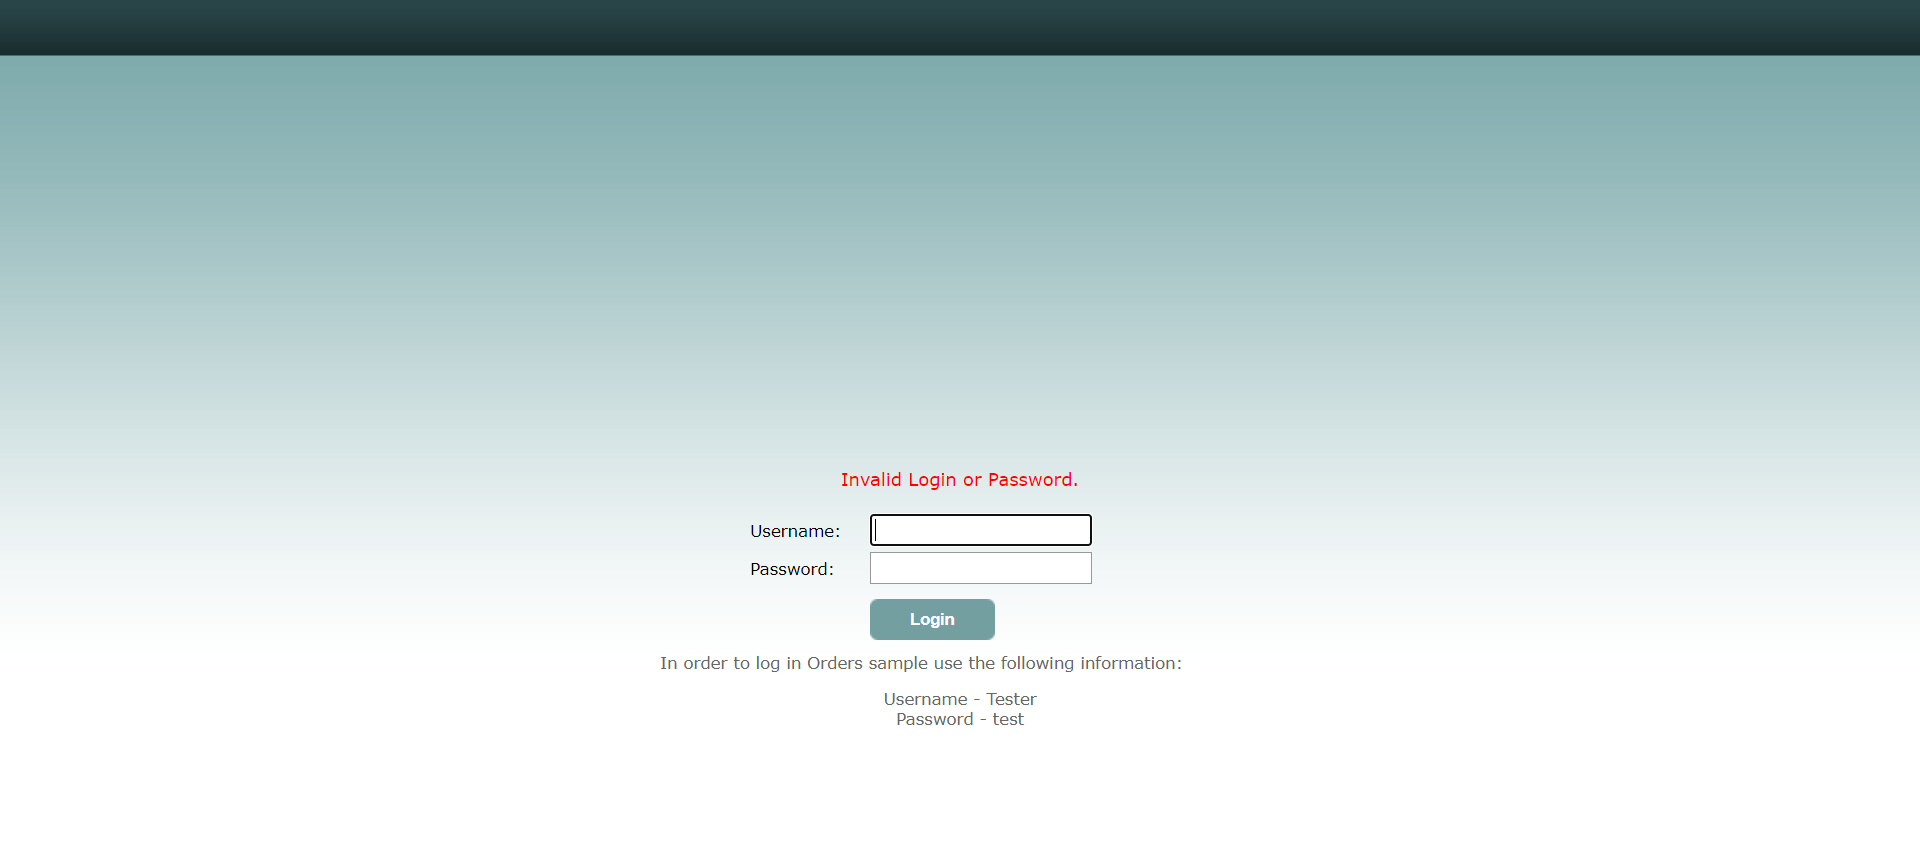 Invalid Login or Password.
Username:
Password:
Login
In order to log in Orders sample use the following information:
Username - Tester
Password - test